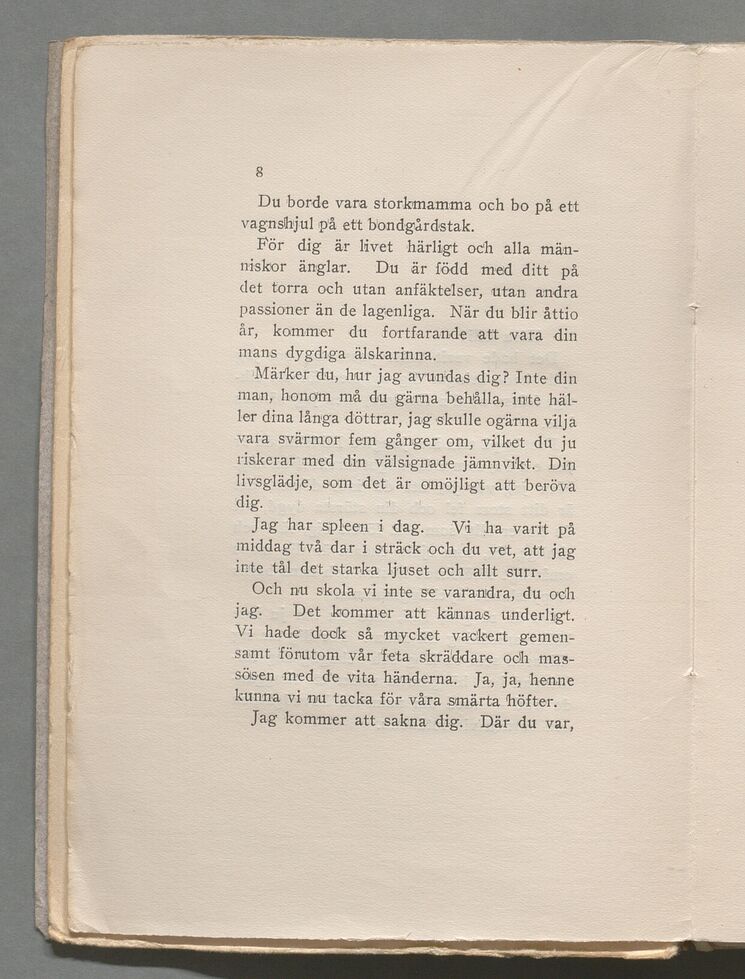 8
Du borde vara storkmamma och bo på ett
vagnshjul på ett bondgårdstak.
För dig är livet härligt och alla män-
niskor änglar. Du är född med ditt på
det torra och utan anfäktelser, utan andra
passioner än de lagenliga. När du blir åttio
år, kommer du fortfarande att vara din
mans dygdiga älskarinna.
Märker du, hur jag avundas dig? Inte din
man, honom må du gärna behålla, inte häl-
ler dina långa döttrar, jag skulle ogärna vilja
vara svärmor fem gånger om, vilket du ju
riskerar med din välsignade jämnvikt. Din
livsglädje, som det är omöjligt att beröva
dig.
Jag har spleen i dag. Vi ha varit på
middag två dar i sträck och du vet, att jag
inte tål det starka ljuset och allt surr.
Och nu skola vi inte se varandra, du och
jag. Det kommer att kännas underligt.
Vi hade dock så mycket vackert gemen-
samt förutom vår feta skräddare och mas-
sösen med de vita händerna. Ja, ja, henne
kunna vi nu tacka för våra smärta höfter.
Jag kommer att sakna dig. Där du var,